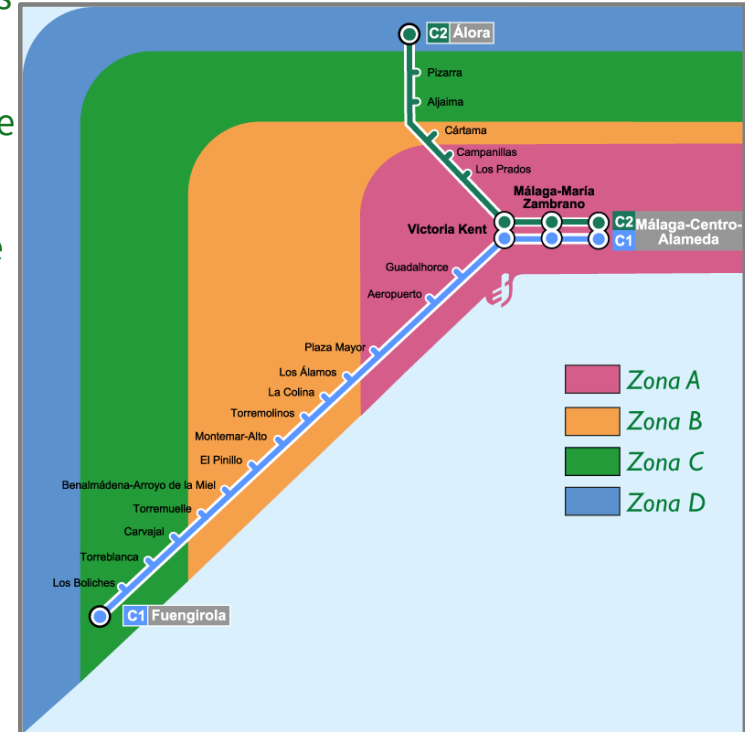 s
e
e
C2 Álora
Pizarra
Aljaima
Cártama
Campanillas
Los Prados
Málaga-María
Zambrano
Victoria Kent
C2 Málaga-Centro-
C1 Alameda
Guadalhorce
Aeropuerto
Plaza Mayor
Los Álamos
La Colina
Torremolinos
Montemar-Alto
El Pinillo
Benalmádena-Arroyo de la Miel
Torremuelle
Carvajal
Torreblanca
Los Boliches
C1 Fuengirola
Zona A
Zona B
Zona C
Zona D